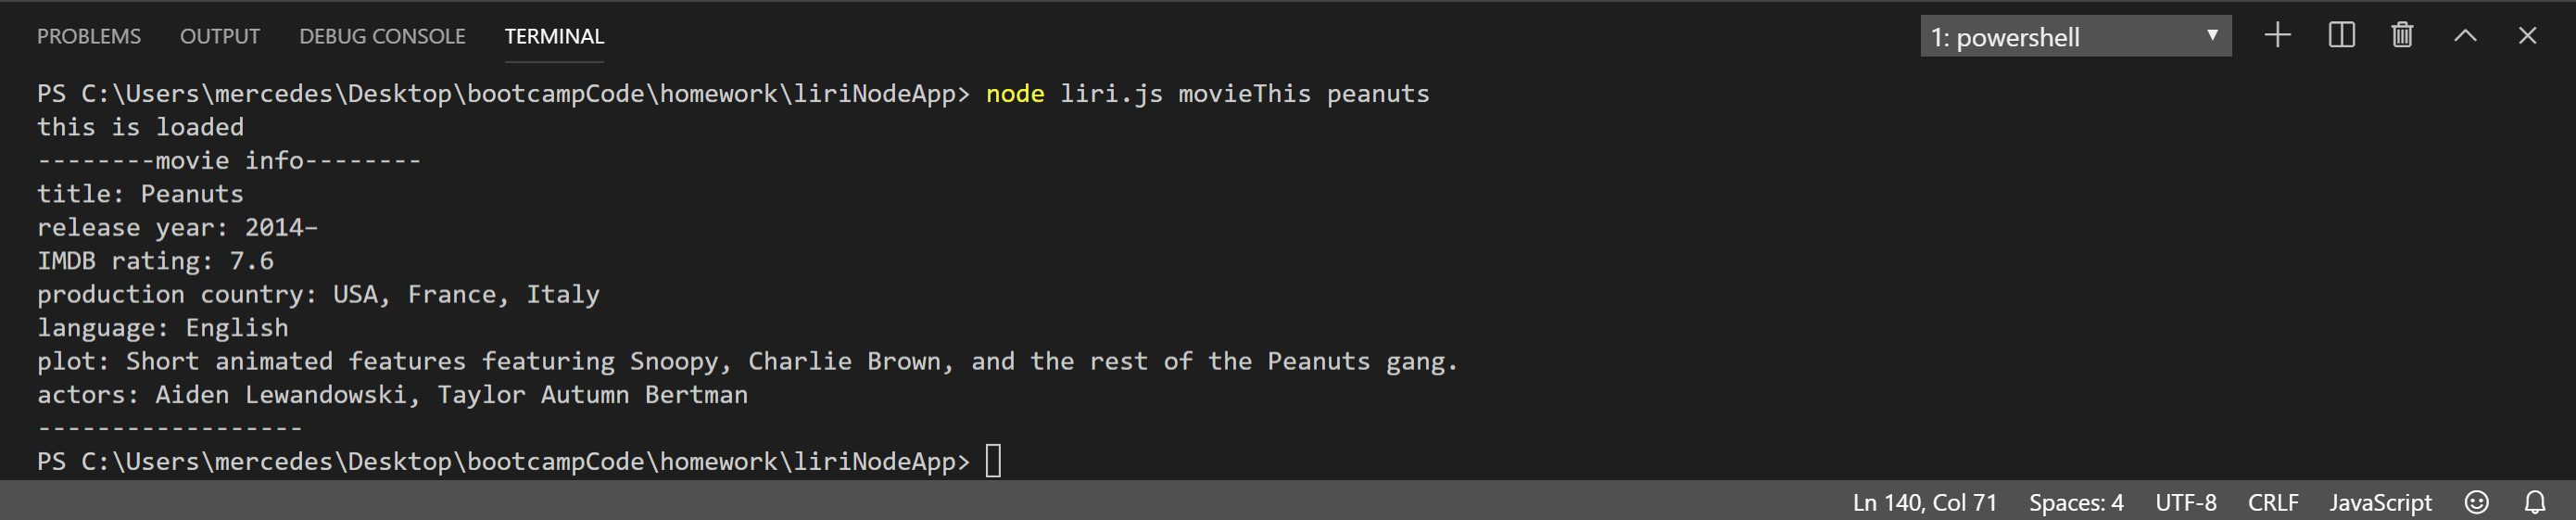 PROBLEMS OUTPUT DEBUG CONSOLE TERMINAL 1: powershell
PS C:\Users\mercedes\Desktop\bootcampCode\homework\liriNodeApp> node liri.js movieThis peanuts
this is loaded
--------movie info--------
title: Peanuts
release year: 2014–
IMDB rating: 7.6
production country: USA, France, Italy
language: English
plot: Short animated features featuring Snoopy, Charlie Brown, and the rest of the Peanuts gang.
actors: Aiden Lewandowski, Taylor Autumn Bertman
------------------
PS C:\Users\mercedes\Desktop\bootcampCode\homework\liriNodeApp>
Ln 140, Col 71 Spaces: 4 UTF-8 CRLF JavaScript